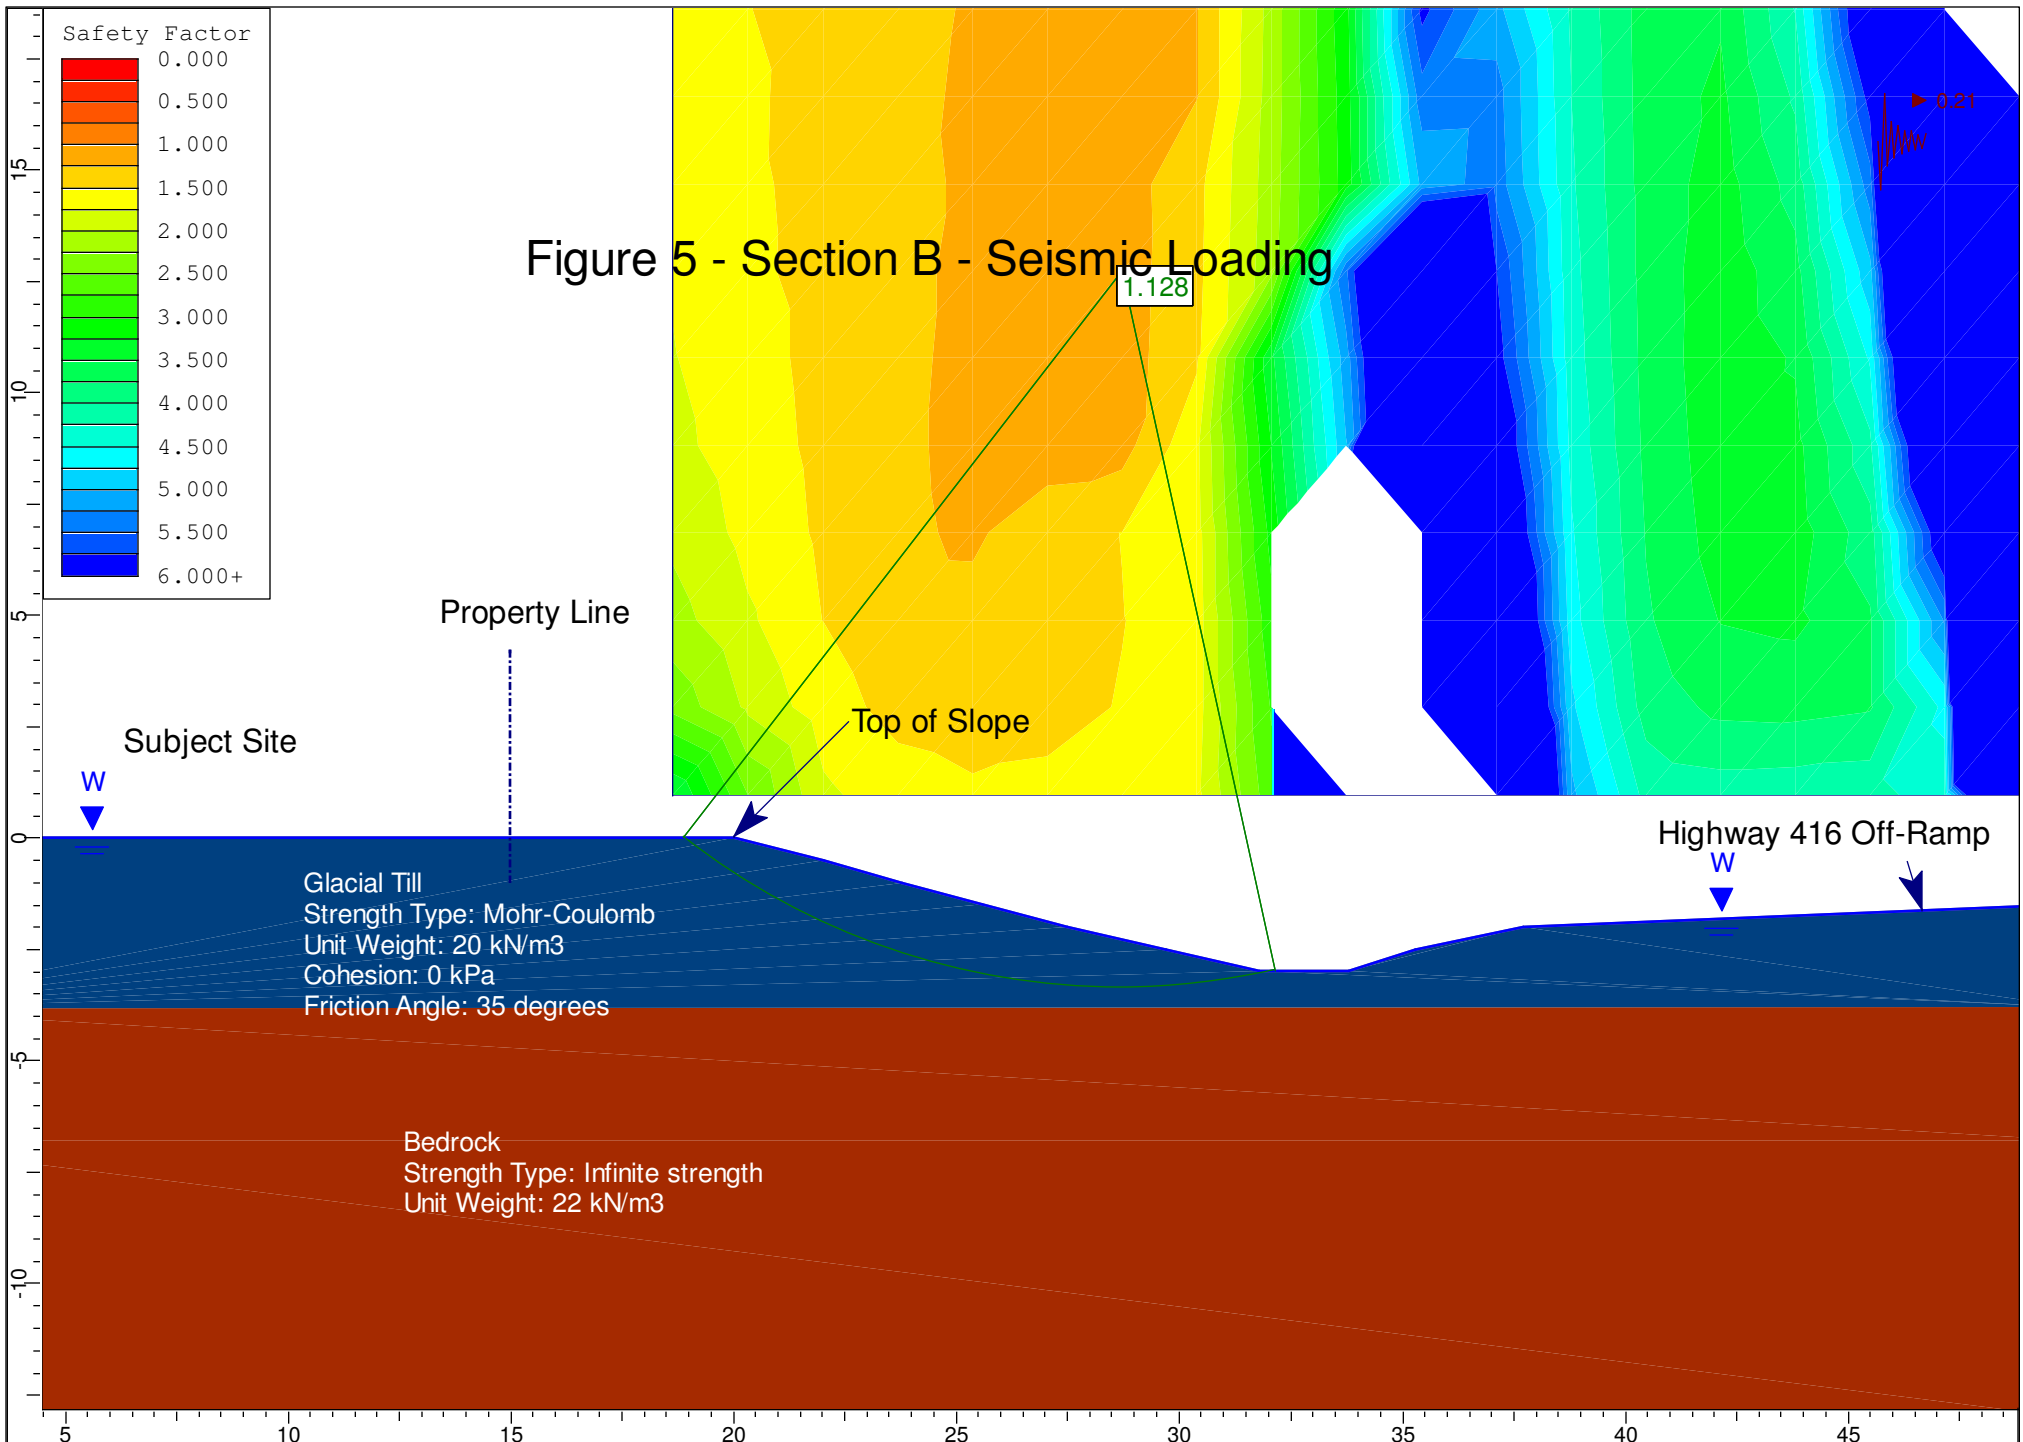 Safety Factor
0.000
0.500
1.000
1.500
2.000
2.500
3.000
3.500
4.000
4.500
5.000
5.500
6.000+
0.21
Figure 5 - Section B - Seismic Loading
1.128
Property Line
Top of Slope
Subject Site
W
Highway 416 Off-Ramp
W
Glacial Till
Strength Type: Mohr-Coulomb
Unit Weight: 20 kN/m3
Cohesion: 0 kPa
Friction Angle: 35 degrees
Bedrock
Strength Type: Infinite strength
Unit Weight: 22 kN/m3
15
10
5
0
-5
-10
5 10 15 20 25 30 35 40 45